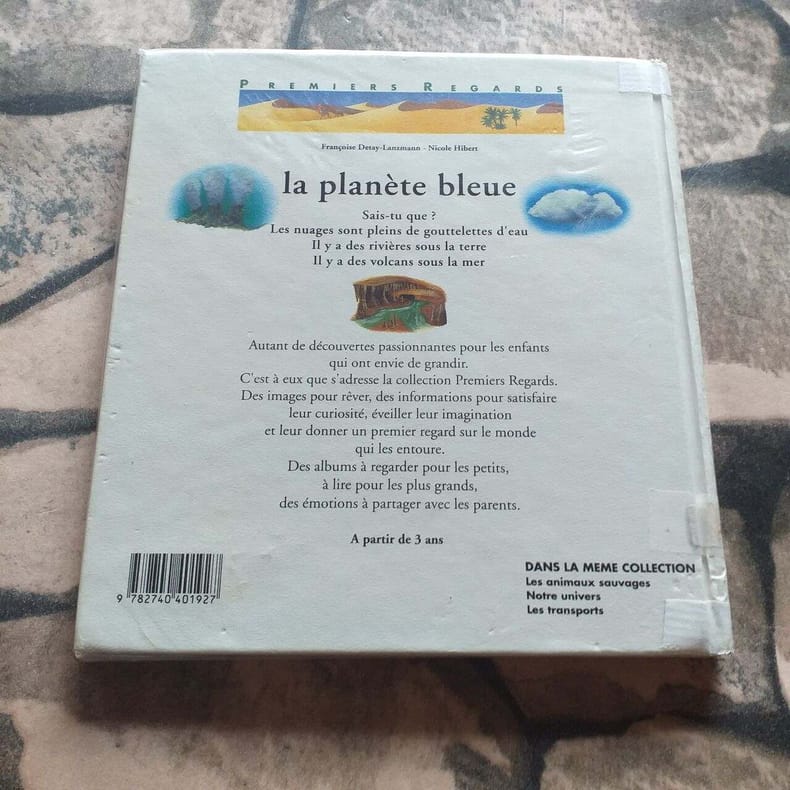 PREMIERS REGARDS
Françoise Detay-Lanzmann - Nicole Hibert
la planète bleue
Sais-tu que ?
Les nuages sont pleins de gouttelettes d'eau
Il y a des rivières sous la terre
Il y a des volcans sous la mer
Autant de découvertes passionnantes pour les enfants
qui ont envie de grandir.
C'est à eux que s'adresse la collection Premiers Regards.
Des images pour rêver, des informations pour satisfaire
leur curiosité, éveiller leur imagination
et leur donner un premier regard sur le monde
qui les entoure.
Des albums à regarder pour les petits,
à lire pour les plus grands,
des émotions à partager avec les parents.
A partir de 3 ans
9 782740 401927
DANS LA MEME COLLECTION
Les animaux sauvages
Notre univers
Les transports